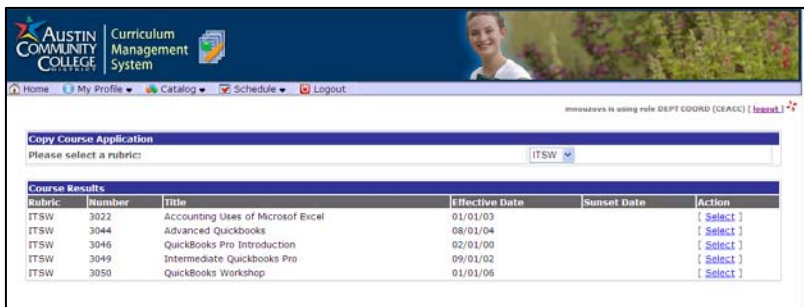 AUSTIN COMMUNITY COLLEGE DISTRICT
Curriculum Management System
Home My Profile Catalog Schedule Logout
mnouzovs is using role DEPT COORD (CEACC) [ logout ]
Copy Course Application
Please select a rubric: ITSW
Course Results
Rubric Number Title Effective Date Sunset Date Action
ITSW 3022 Accounting Uses of Microsof Excel 01/01/03 [ Select ]
ITSW 3044 Advanced Quickbooks 08/01/04 [ Select ]
ITSW 3046 QuickBooks Pro Introduction 02/01/00 [ Select ]
ITSW 3049 Intermediate Quickbooks Pro 09/01/02 [ Select ]
ITSW 3050 QuickBooks Workshop 01/01/06 [ Select ]